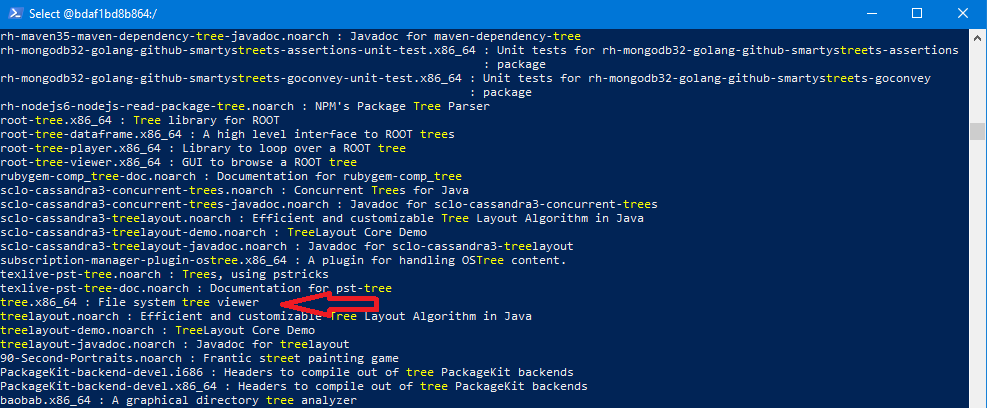 Select @bdaf1bd8b864:/
rh-maven35-maven-dependency-tree-javadoc.noarch : Javadoc for maven-dependency-tree
rh-mongodb32-golang-github-smartystreets-assertions-unit-test.x86_64 : Unit tests for rh-mongodb32-golang-github-smartystreets-assertions
: package
rh-mongodb32-golang-github-smartystreets-goconvey-unit-test.x86_64 : Unit tests for rh-mongodb32-golang-github-smartystreets-goconvey
: package
rh-nodejs6-nodejs-read-package-tree.noarch : NPM's Package Tree Parser
root-tree.x86_64 : Tree library for ROOT
root-tree-dataframe.x86_64 : A high level interface to ROOT trees
root-tree-player.x86_64 : Library to loop over a ROOT tree
root-tree-viewer.x86_64 : GUI to browse a ROOT tree
rubygem-comp_tree-doc.noarch : Documentation for rubygem-comp_tree
sclo-cassandra3-concurrent-trees.noarch : Concurrent Trees for Java
sclo-cassandra3-concurrent-trees-javadoc.noarch : Javadoc for sclo-cassandra3-concurrent-trees
sclo-cassandra3-treelayout.noarch : Efficient and customizable Tree Layout Algorithm in Java
sclo-cassandra3-treelayout-demo.noarch : TreeLayout Core Demo
sclo-cassandra3-treelayout-javadoc.noarch : Javadoc for sclo-cassandra3-treelayout
subscription-manager-plugin-ostree.x86_64 : A plugin for handling OSTree content.
texlive-pst-tree.noarch : Trees, using pstricks
texlive-pst-tree-doc.noarch : Documentation for pst-tree
tree.x86_64 : File system tree viewer
treelayout.noarch : Efficient and customizable Tree Layout Algorithm in Java
treelayout-demo.noarch : TreeLayout Core Demo
treelayout-javadoc.noarch : Javadoc for treelayout
90-Second-Portraits.noarch : Frantic street painting game
PackageKit-backend-devel.i686 : Headers to compile out of tree PackageKit backends
PackageKit-backend-devel.x86_64 : Headers to compile out of tree PackageKit backends
baobab.x86_64 : A graphical directory tree analyzer